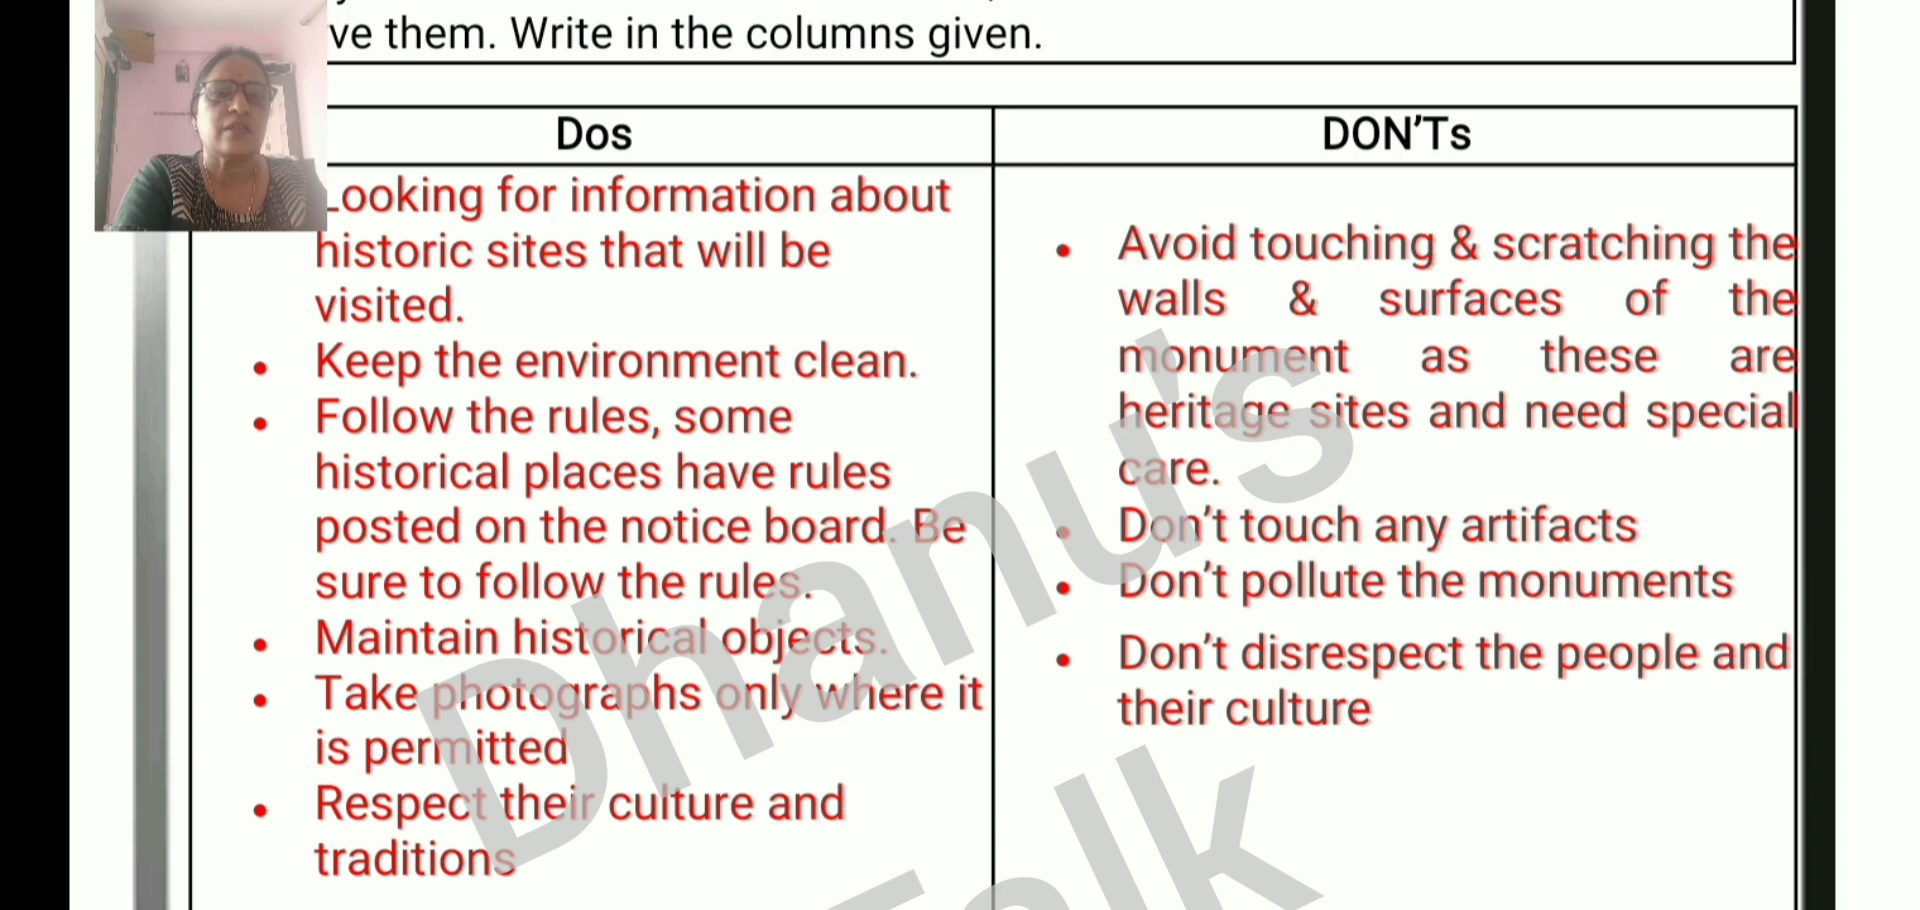 ve them. Write in the columns given.
Dos
Looking for information about
historic sites that will be
visited.
• Keep the environment clean.
• Follow the rules, some
historical places have rules
posted on the notice board. Be
sure to follow the rules.
• Maintain historical objects.
• Take photographs only where it
is permitted
• Respect their culture and
traditions
DON'Ts
• Avoid touching & scratching the
walls & surfaces of the
monument as these are
heritage sites and need special
care.
• Don't touch any artifacts
• Don't pollute the monuments
• Don't disrespect the people and
their culture
Dhanu's
Talk